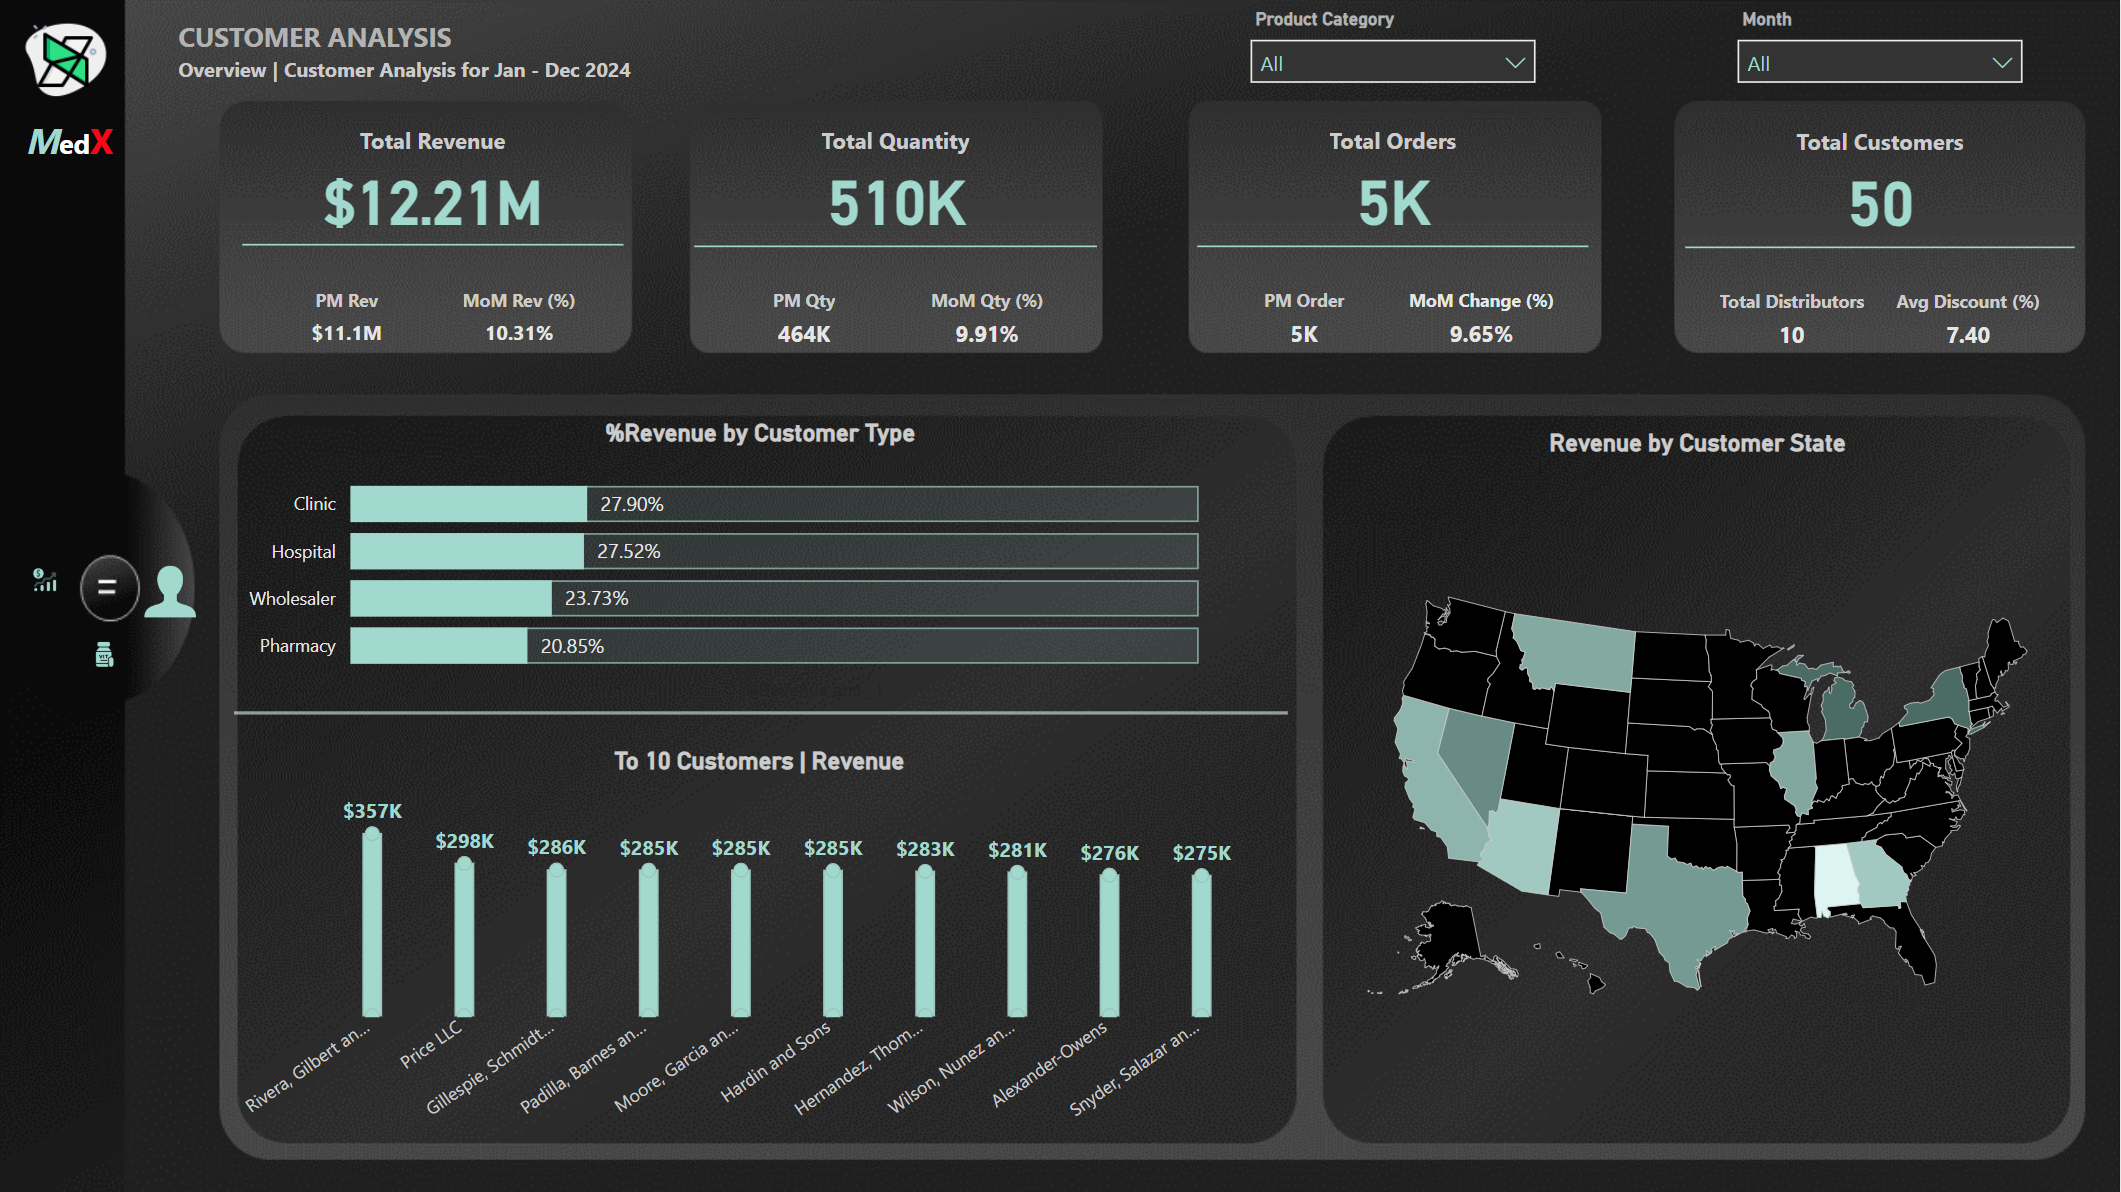 CUSTOMER ANALYSIS
Overview | Customer Analysis for Jan - Dec 2024
Product Category
All
Month
All
MedX
Total Revenue
$12.21M
PM Rev
MoM Rev (%)
$11.1M
10.31%
Total Quantity
510K
PM Qty
MoM Qty (%)
464K
9.91%
Total Orders
5K
PM Order
MoM Change (%)
5K
9.65%
Total Customers
50
Total Distributors
Avg Discount (%)
10
7.40
%Revenue by Customer Type
Clinic
27.90%
Hospital
27.52%
Wholesaler
23.73%
Pharmacy
20.85%
To 10 Customers | Revenue
$357K
$298K
$286K
$285K
$285K
$285K
$283K
$281K
$276K
$275K
Rivera, Gilbert an...
Price LLC
Gillespie, Schmidt...
Padilla, Barnes an...
Moore, Garcia an...
Hardin and Sons
Hernandez, Thom...
Wilson, Nunez an...
Alexander-Owens
Snyder, Salazar an...
Revenue by Customer State